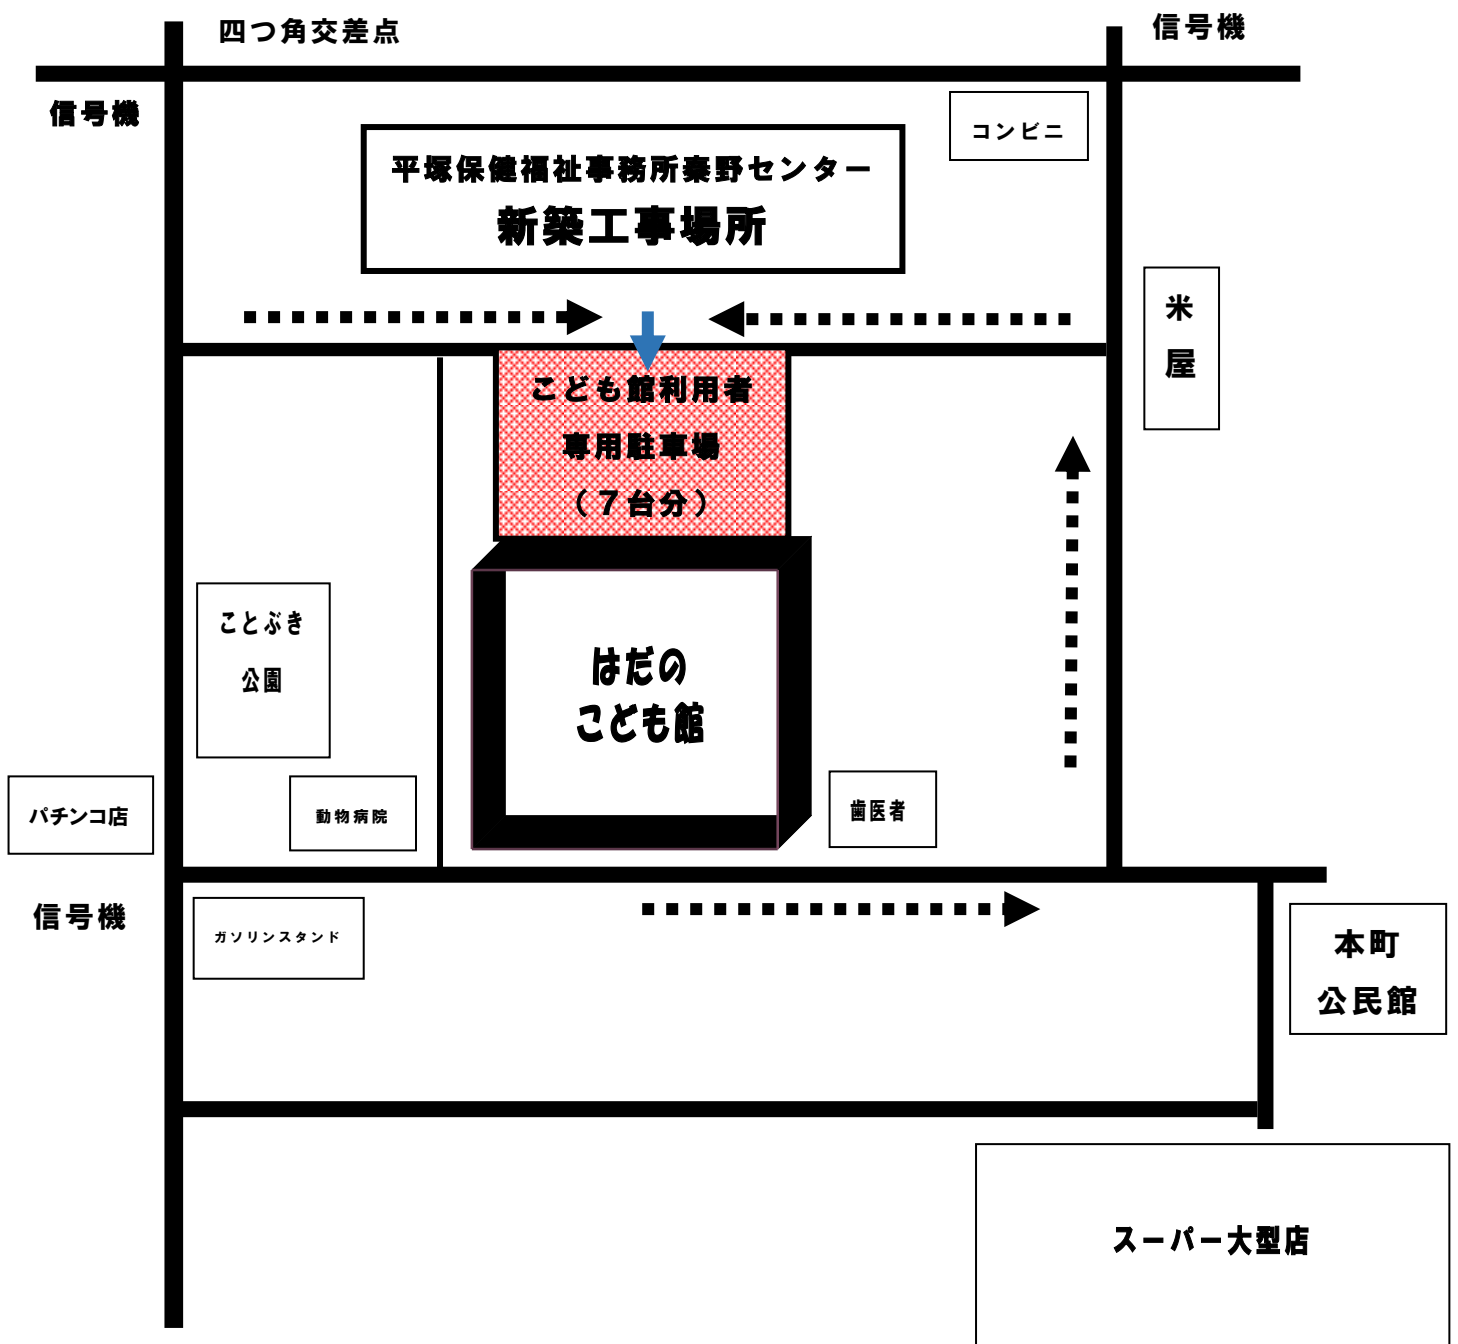 四つ角交差点
信号機
信号機
コンビニ
平塚保健福祉事務所秦野センター
新築工事場所
米
屋
こども館利用者
専用駐車場
（７台分）
ことぶき
公園
はだの
こども館
パチンコ店
動物病院
歯医者
信号機
ガソリンスタンド
本町
公民館
スーパー大型店